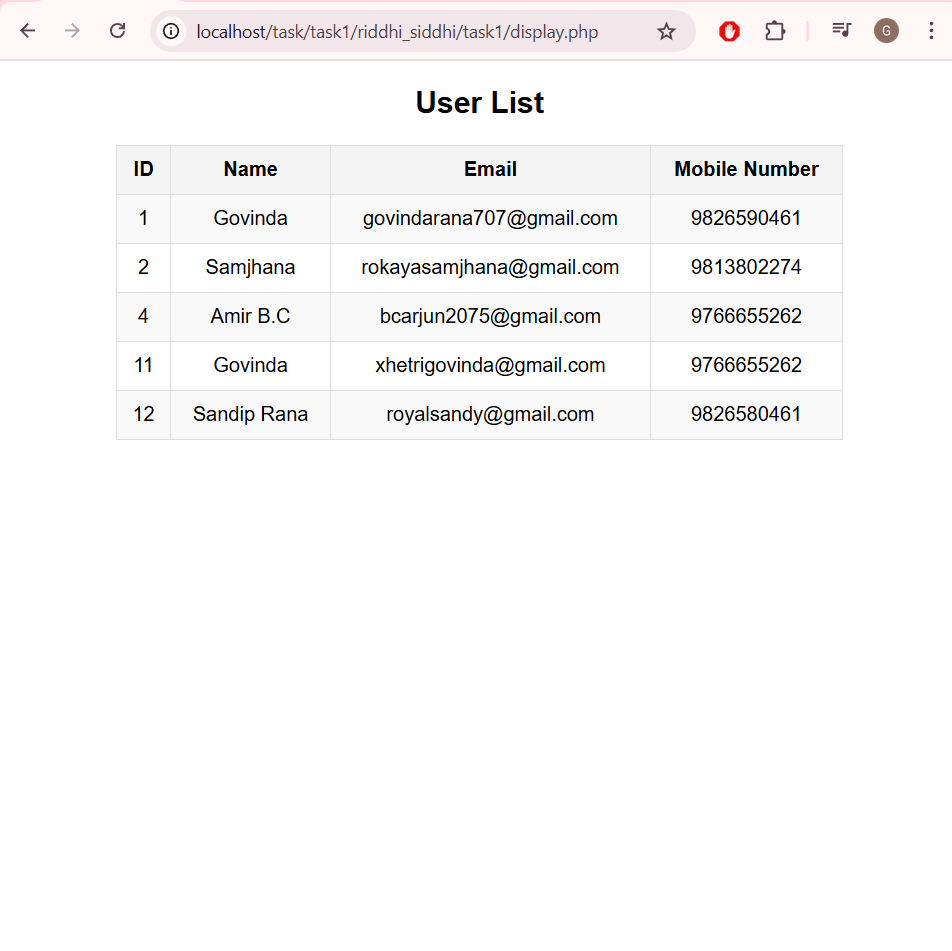 localhost/task/task1/riddhi_siddhi/task1/display.php
G
User List
ID Name Email Mobile Number
1 Govinda govindarana707@gmail.com 9826590461
2 Samjhana rokayasamjhana@gmail.com 9813802274
4 Amir B.C bcarjun2075@gmail.com 9766655262
11 Govinda xhetrigovinda@gmail.com 9766655262
12 Sandip Rana royalsandy@gmail.com 9826580461